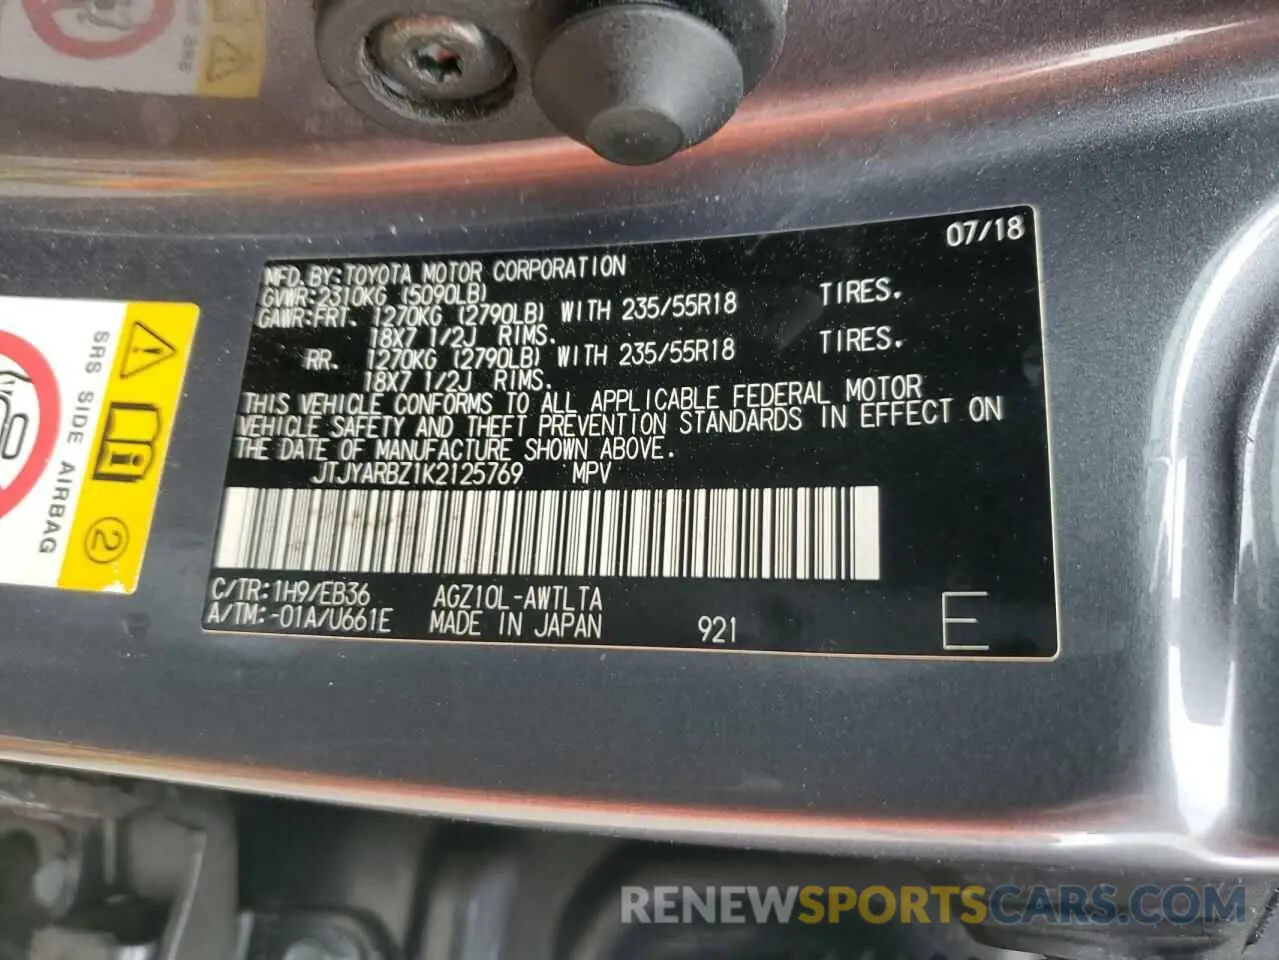 07/18
MFD.BY:TOYOTA MOTOR CORPORATION
GVWR:2310KG (5090LB)
GAWR:FRT. 1270KG (2790LB) WITH 235/55R18 TIRES.
18X7 1/2J RIMS.
RR. 1270KG (2790LB) WITH 235/55R18 TIRES.
18X7 1/2J RIMS.
THIS VEHICLE CONFORMS TO ALL APPLICABLE FEDERAL MOTOR
VEHICLE SAFETY AND THEFT PREVENTION STANDARDS IN EFFECT ON
THE DATE OF MANUFACTURE SHOWN ABOVE.
JTJYARBZ1K2125769 MPV
C/TR:1H9/EB36 AGZ10L-AWTLTA
A/TM:-01A/U661E MADE IN JAPAN 921 E
SRS SIDE AIRBAG
2
RENEWSPORTSCARS.COM